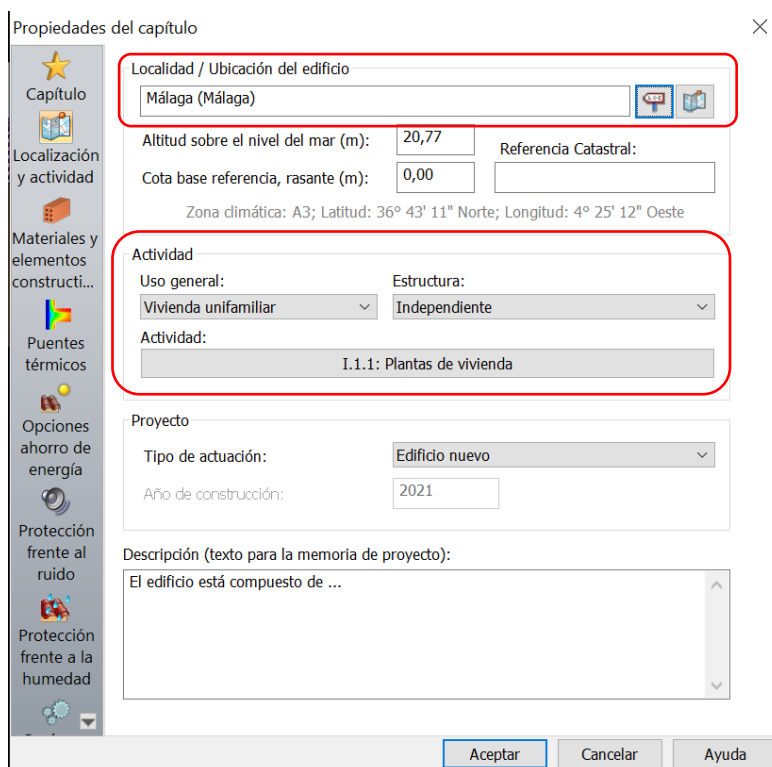 Propiedades del capítulo
Capítulo
Localización
y actividad
Materiales y
elementos
constructi...
Puentes
térmicos
Opciones
ahorro de
energía
Protección
frente al
ruido
Protección
frente a la
humedad
Localidad / Ubicación del edificio
Málaga (Málaga)
Altitud sobre el nivel del mar (m): 20,77
Referencia Catastral:
Cota base referencia, rasante (m): 0,00
Zona climática: A3; Latitud: 36º 43' 11" Norte; Longitud: 4º 25' 12" Oeste
Actividad
Uso general: Estructura:
Vivienda unifamiliar Independiente
Actividad:
I.1.1: Plantas de vivienda
Proyecto
Tipo de actuación: Edificio nuevo
Año de construcción: 2021
Descripción (texto para la memoria de proyecto):
El edificio está compuesto de ...
Aceptar Cancelar Ayuda